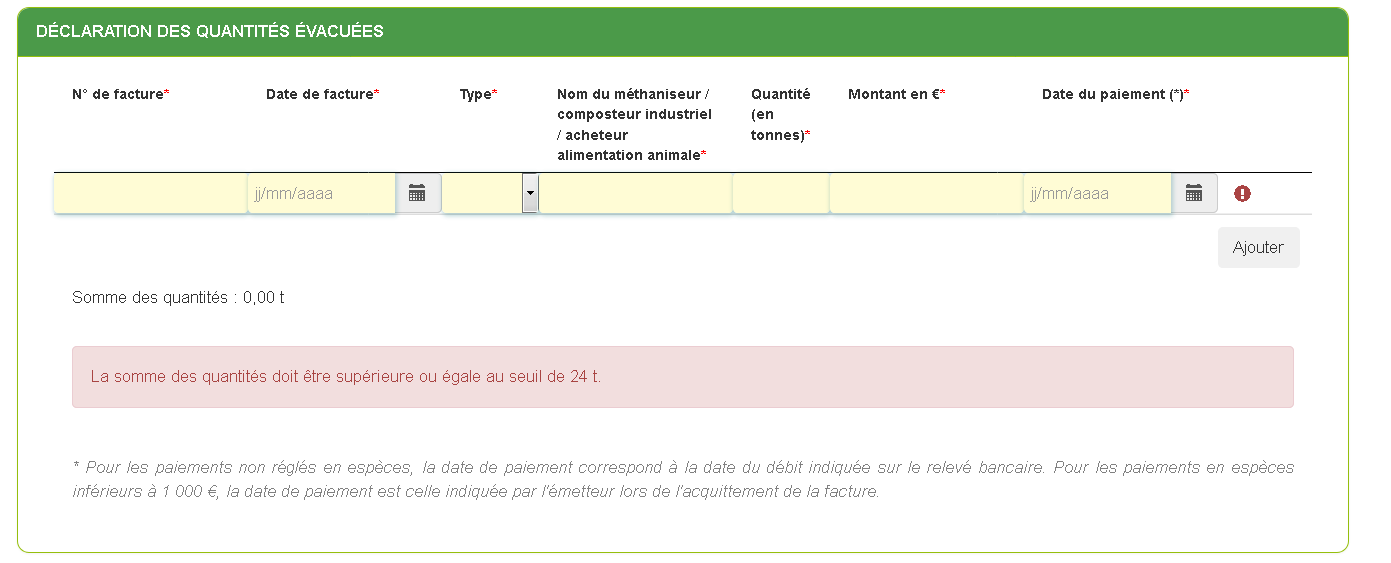 DÉCLARATION DES QUANTITÉS ÉVACUÉES
N° de facture* Date de facture* Type* Nom du méthaniseur / Quantité Montant en €* Date du paiement (*)*
composteur industriel (en
/ acheteur tonnes)*
alimentation animale*
jj/mm/aaaa jj/mm/aaaa
Ajouter
Somme des quantités : 0,00 t
La somme des quantités doit être supérieure ou égale au seuil de 24 t.
* Pour les paiements non réglés en espèces, la date de paiement correspond à la date du débit indiquée sur le relevé bancaire. Pour les paiements en espèces
inférieurs à 1 000 €, la date de paiement est celle indiquée par l'émetteur lors de l'acquittement de la facture.